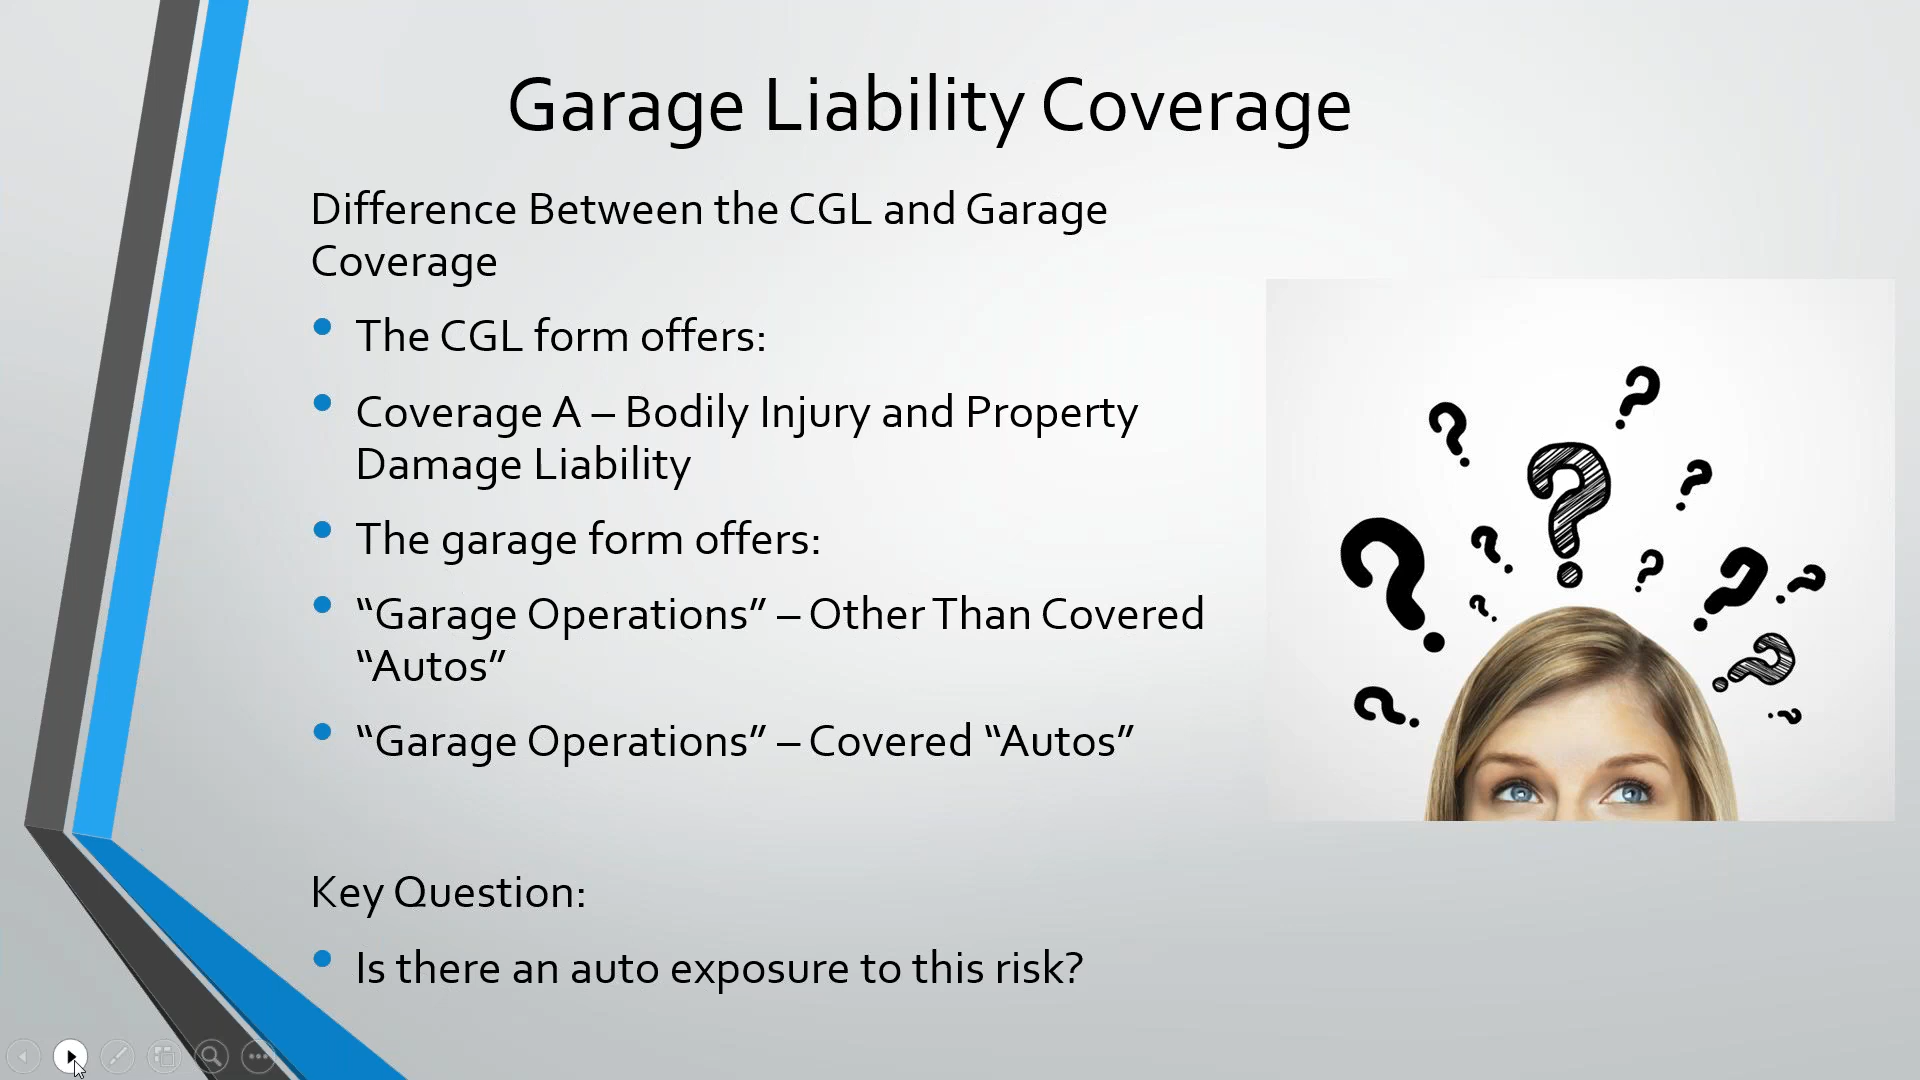 Garage Liability Coverage
Difference Between the CGL and Garage
Coverage
• The CGL form offers:
• Coverage A – Bodily Injury and Property
Damage Liability
• The garage form offers:
• “Garage Operations” – Other Than Covered
“Autos”
• “Garage Operations” – Covered “Autos”
Key Question:
• Is there an auto exposure to this risk?